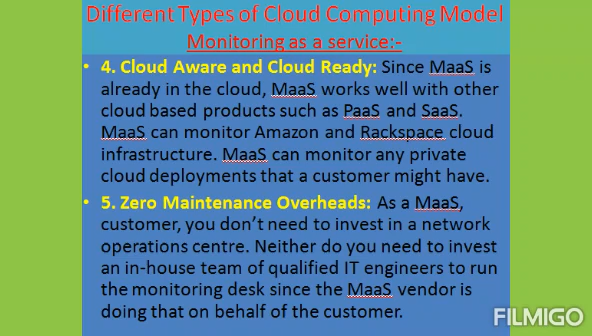 Different Types of Cloud Computing Model
Monitoring as a service:-
• 4. Cloud Aware and Cloud Ready: Since MaaS is
already in the cloud, MaaS works well with other
cloud based products such as PaaS and SaaS.
MaaS can monitor Amazon and Rackspace cloud
infrastructure. MaaS can monitor any private
cloud deployments that a customer might have.
• 5. Zero Maintenance Overheads: As a MaaS,
customer, you don't need to invest in a network
operations centre. Neither do you need to invest
an in-house team of qualified IT engineers to run
the monitoring desk since the MaaS vendor is
doing that on behalf of the customer.
FILMIGO